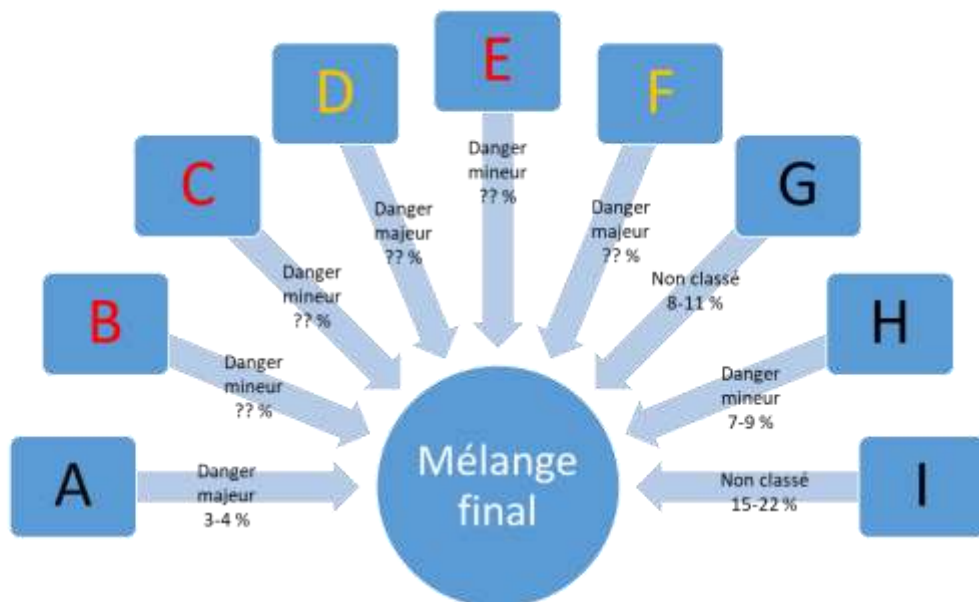 E
D
F
Danger
mineur
?? %
C
G
Danger
majeur
?? %
Danger
majeur
?? %
Danger
mineur
?? %
Non classé
8-11 %
B
H
Danger
mineur
?? %
Danger
mineur
7-9 %
Mélange
final
A
Danger
majeur
3-4 %
Non classé
15-22 %
I